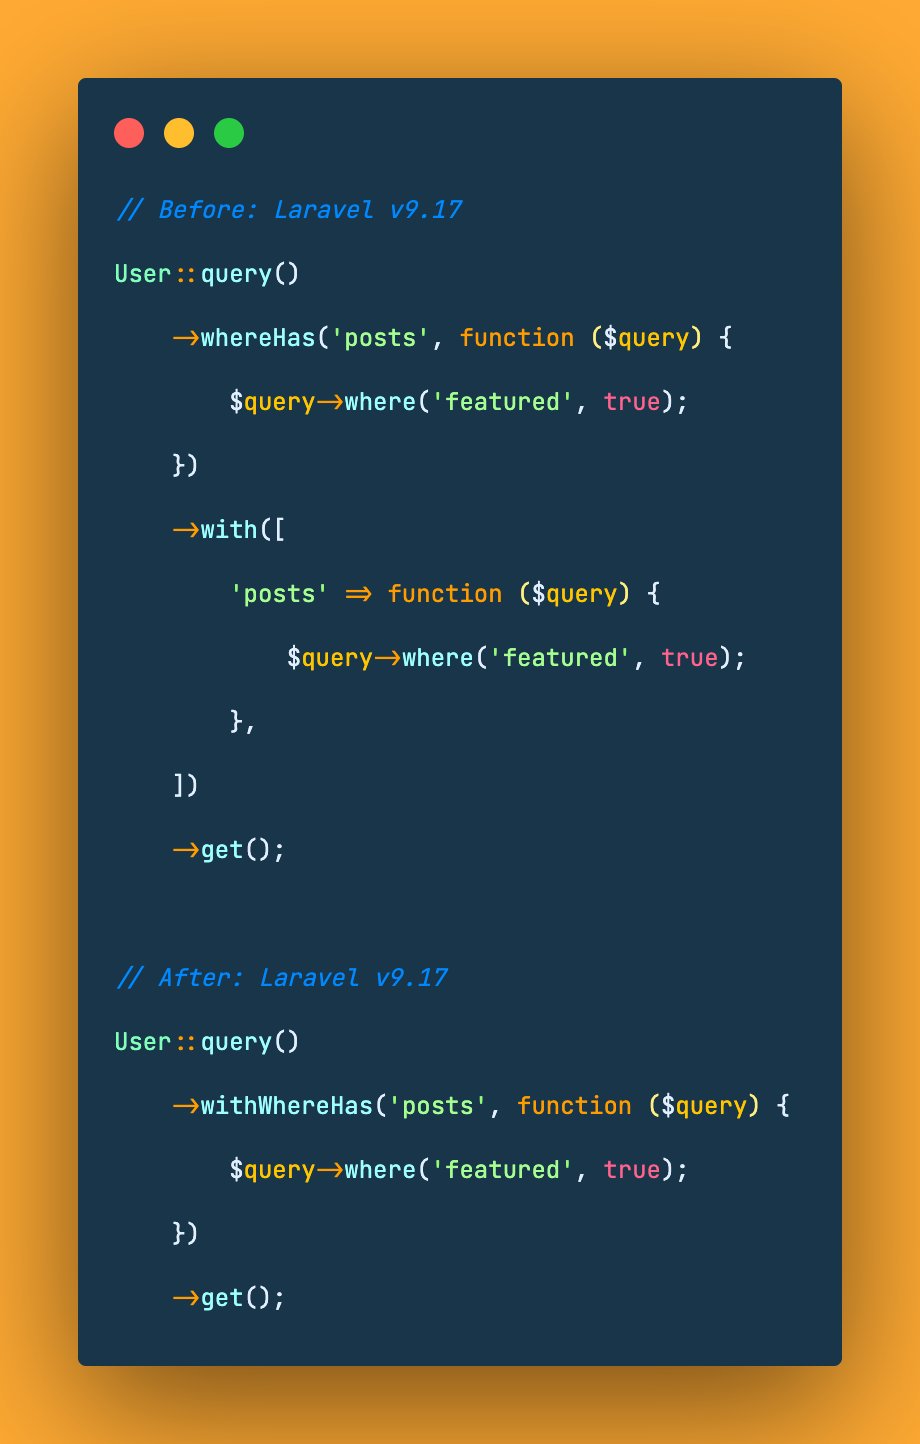 // Before: Laravel v9.17
User::query()
    ->whereHas('posts', function ($query) {
        $query->where('featured', true);
    })
    ->with([
        'posts' => function ($query) {
            $query->where('featured', true);
        },
    ])
    ->get();

// After: Laravel v9.17
User::query()
    ->withWhereHas('posts', function ($query) {
        $query->where('featured', true);
    })
    ->get();